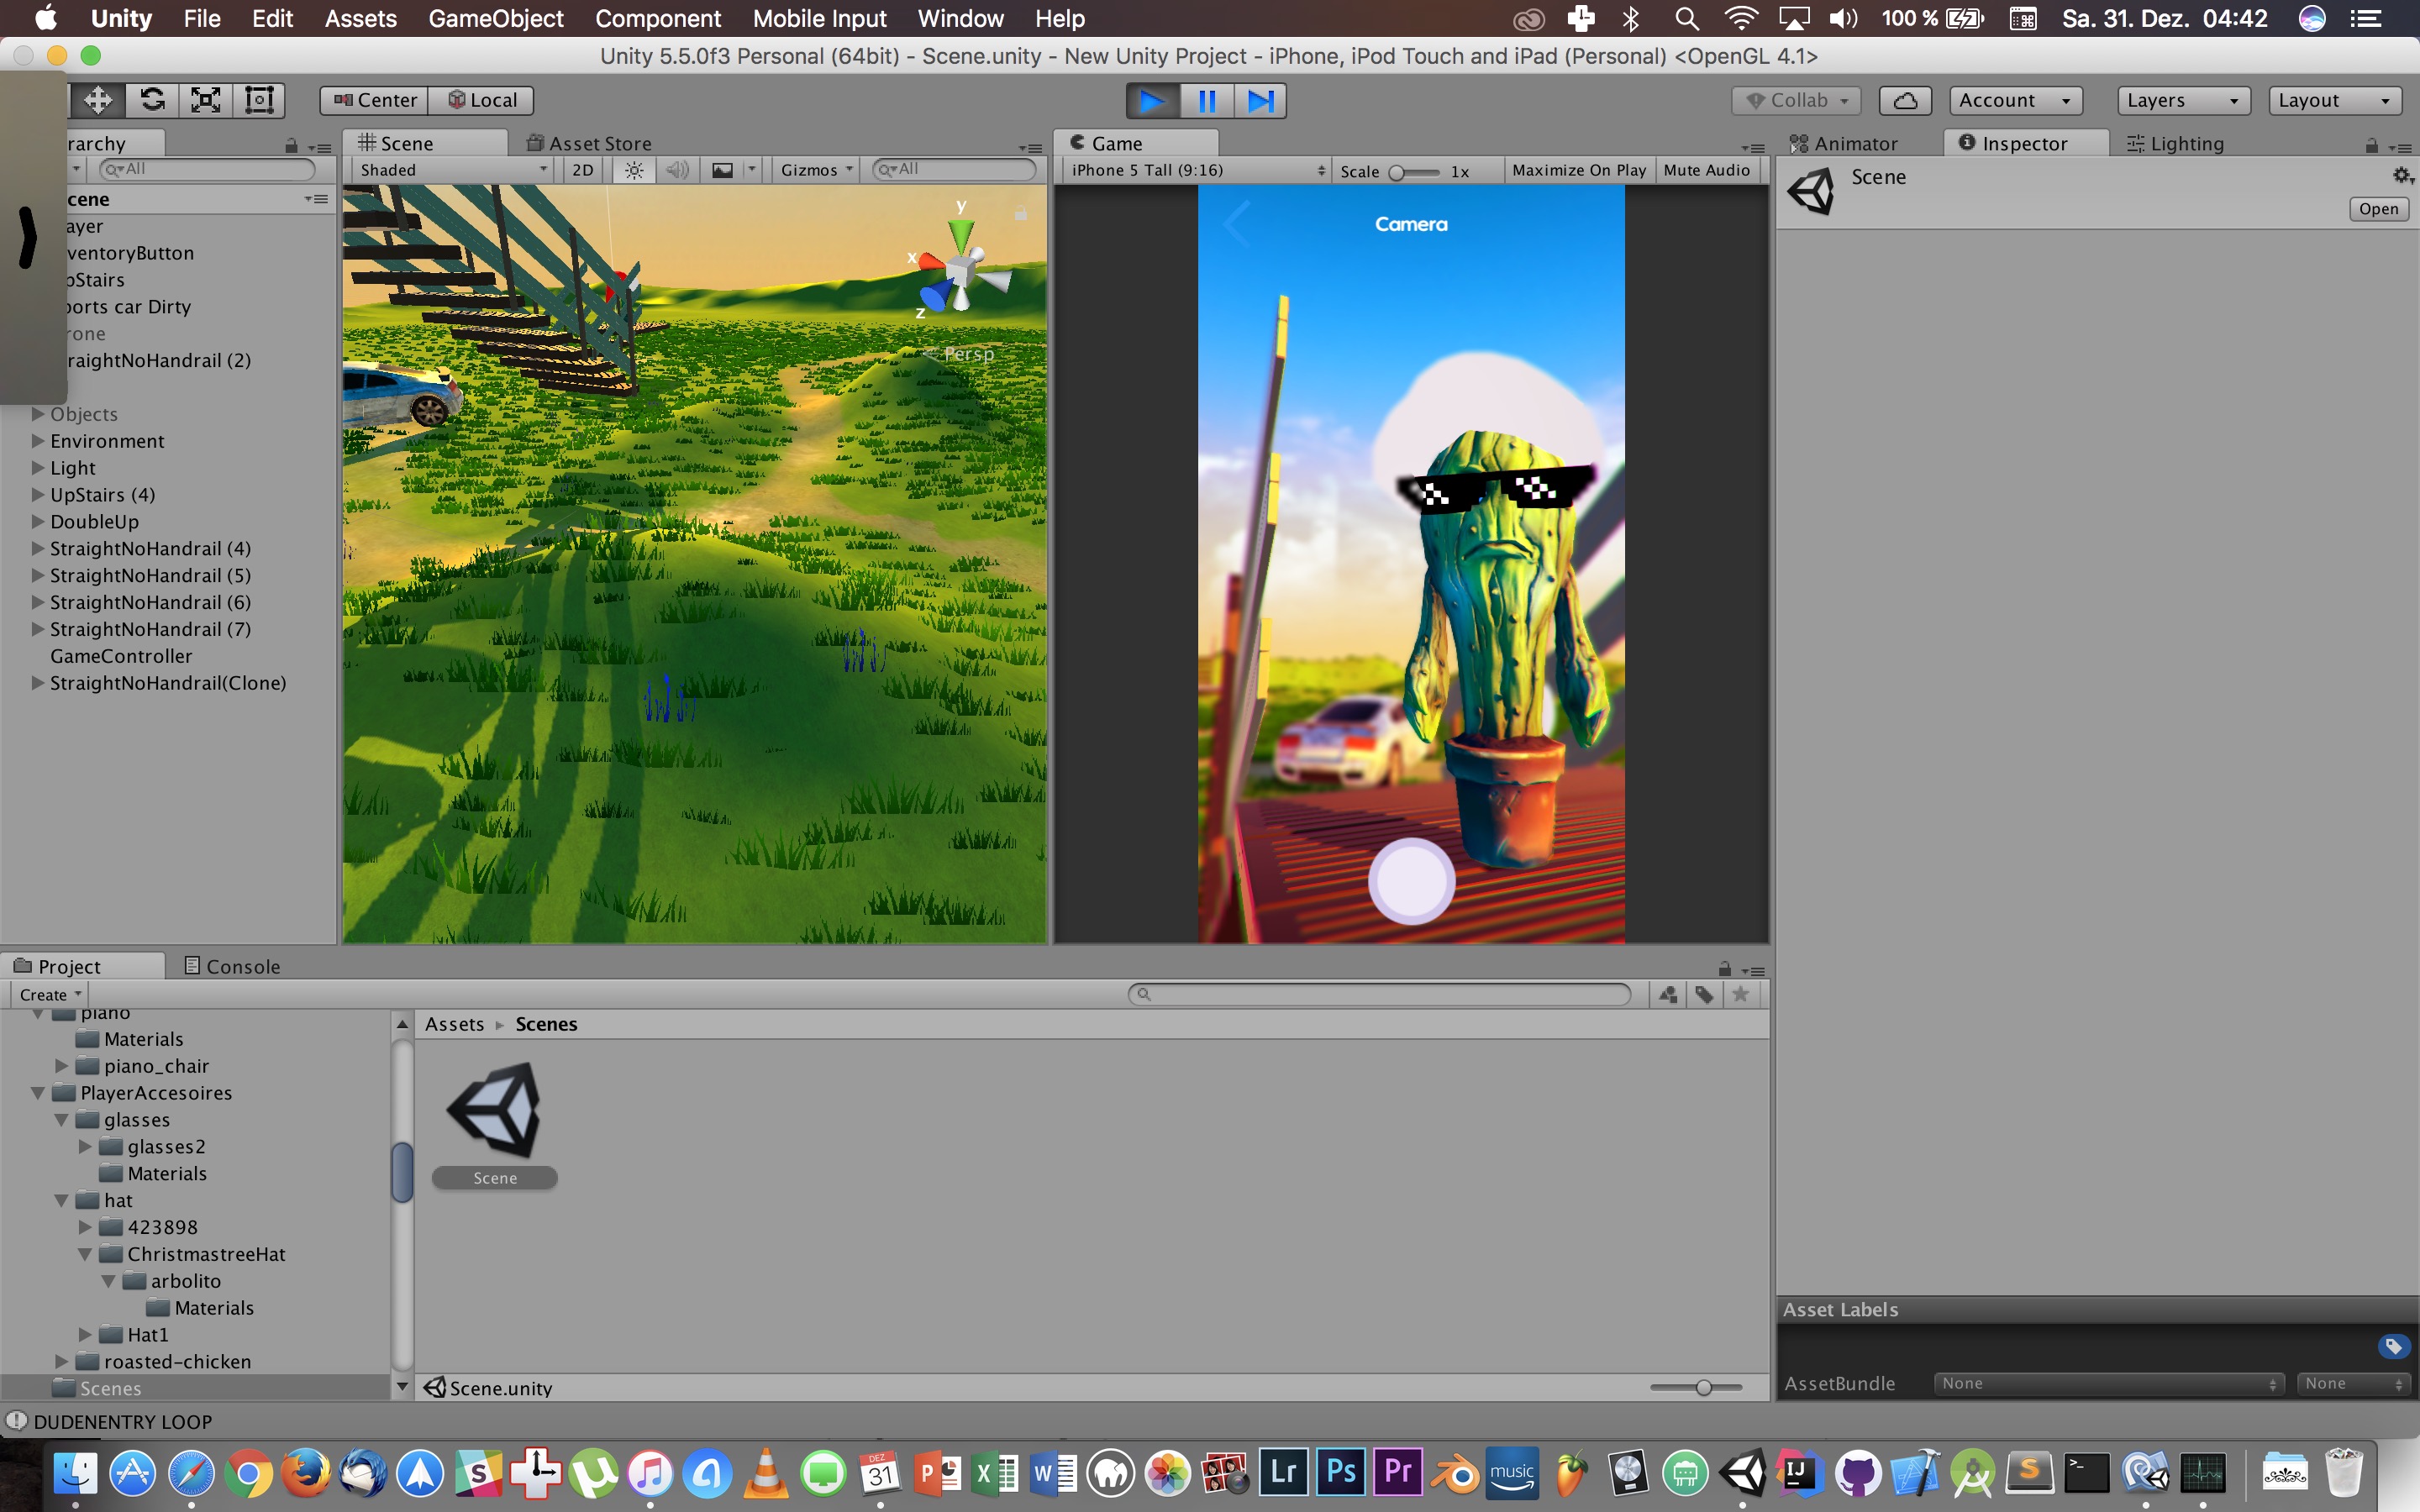 Unity File Edit Assets GameObject Component Mobile Input Window Help 100 % Sa. 31. Dez. 04:42
Unity 5.5.0f3 Personal (64bit) - Scene.unity - New Unity Project - iPhone, iPod Touch and iPad (Personal) <OpenGL 4.1>
Center Local Collab Account Layers Layout
rarchy
All
cene
ayer
ventoryButton
pStairs
ports car Dirty
rone
raightNoHandrail (2)
Objects
Environment
Light
UpStairs (4)
DoubleUp
StraightNoHandrail (4)
StraightNoHandrail (5)
StraightNoHandrail (6)
StraightNoHandrail (7)
GameController
StraightNoHandrail(Clone)
Scene Asset Store
Shaded 2D Gizmos All
y
x
z
Persp
Game
iPhone 5 Tall (9:16) Scale 1x Maximize On Play Mute Audio
Camera
Animator Inspector Lighting
Scene
Open
Project Console
Create
piano
Materials
piano_chair
PlayerAccesoires
glasses
glasses2
Materials
hat
423898
ChristmastreeHat
arbolito
Materials
Hat1
roasted-chicken
Scenes
Assets Scenes
Scene
Scene.unity
Asset Labels
AssetBundle None None
DUDENENTRY LOOP
S DEZ 31 P X W Lr Ps Pr music IJ S >_